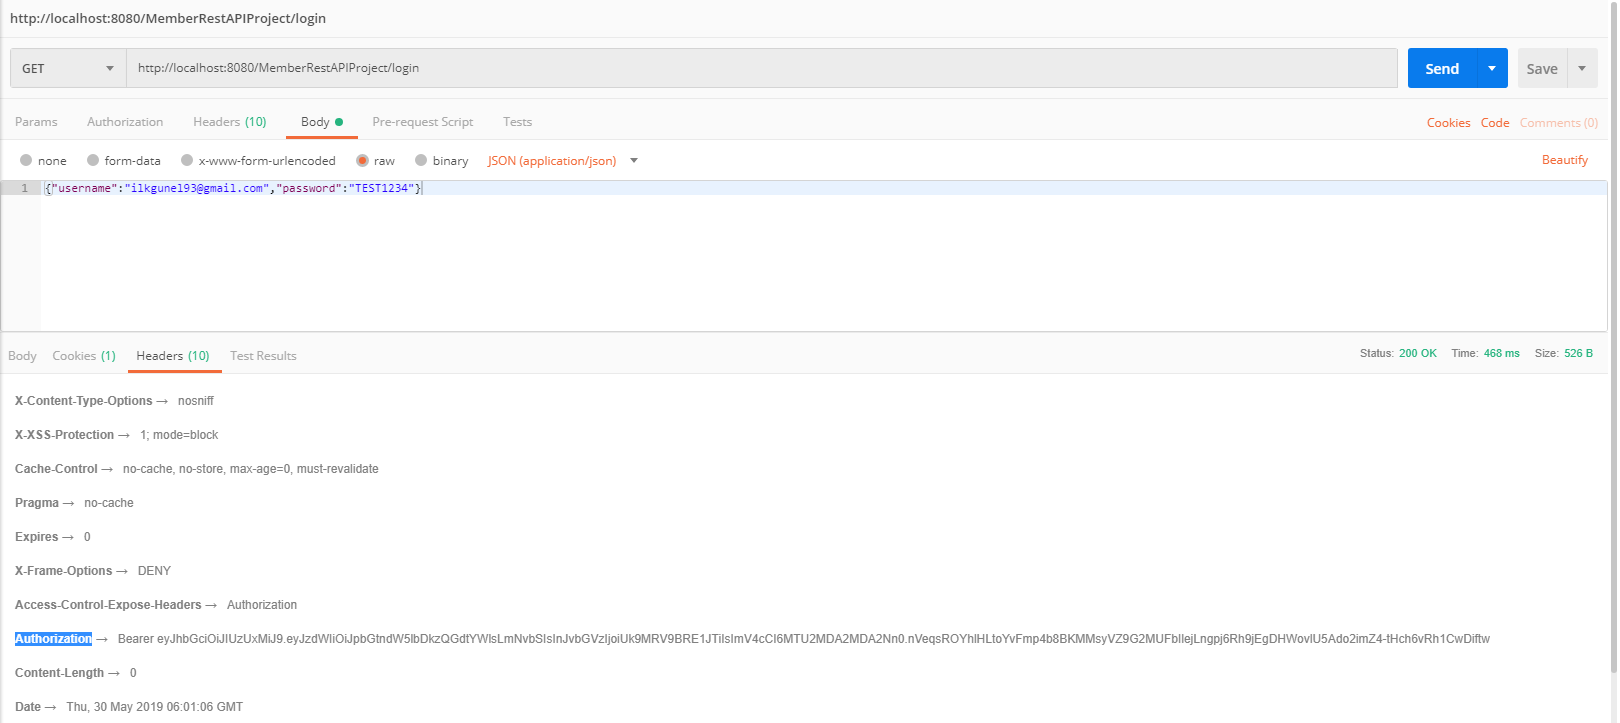 http://localhost:8080/MemberRestAPIProject/login
GET http://localhost:8080/MemberRestAPIProject/login Send Save
Params Authorization Headers (10) Body Pre-request Script Tests Cookies Code Comments (0)
none form-data x-www-form-urlencoded raw binary JSON (application/json) Beautify
1 {"username":"ilkgunel93@gmail.com","password":"TEST1234"}
Body Cookies (1) Headers (10) Test Results Status: 200 OK Time: 468 ms Size: 526 B
X-Content-Type-Options → nosniff
X-XSS-Protection → 1; mode=block
Cache-Control → no-cache, no-store, max-age=0, must-revalidate
Pragma → no-cache
Expires → 0
X-Frame-Options → DENY
Access-Control-Expose-Headers → Authorization
Authorization → Bearer
Content-Length → 0
Date → Thu, 30 May 2019 06:01:06 GMT